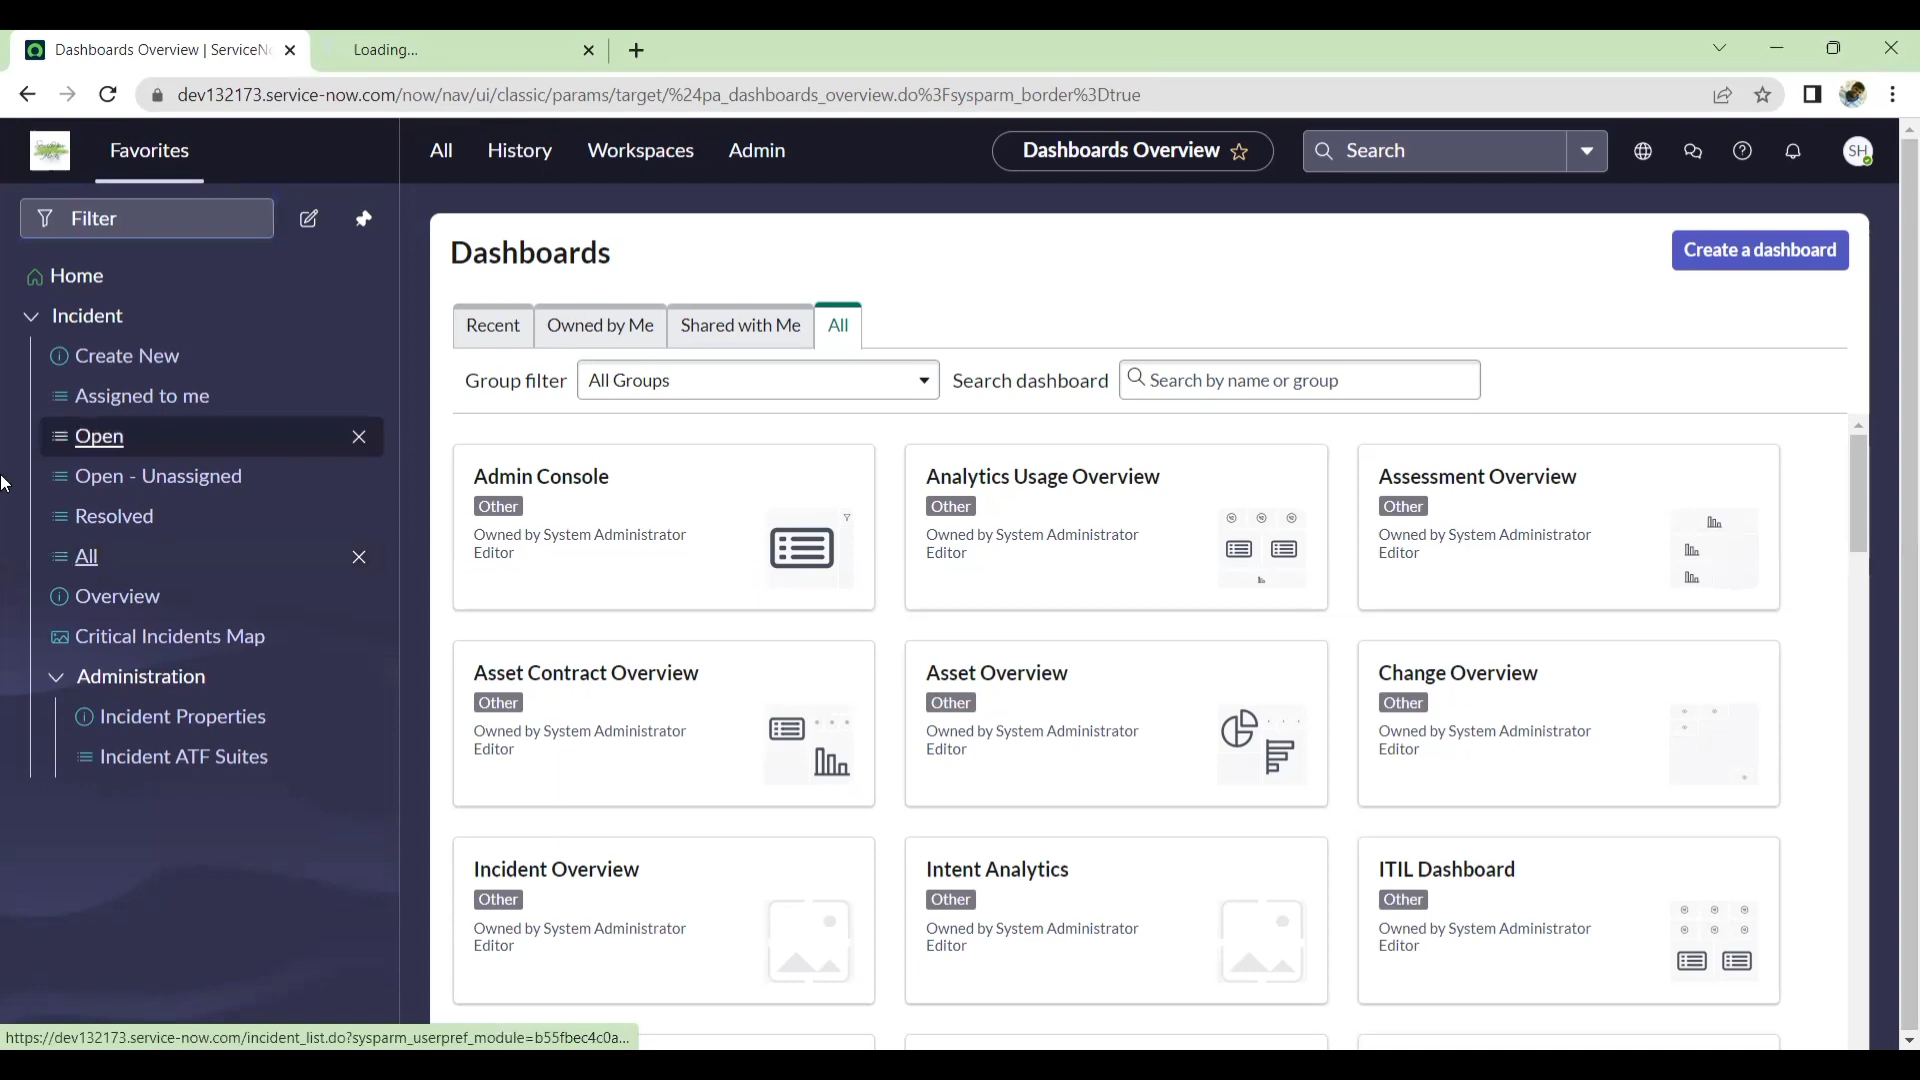 Dashboards Overview | ServiceNo
Loading...
dev132173.service-now.com/now/nav/ui/classic/params/target/%24pa_dashboards_overview.do%3Fsysparm_border%3Dtrue
Favorites
All
History
Workspaces
Admin
Dashboards Overview
Search
SH
Filter
Home
Incident
Create New
Assigned to me
Open
Open - Unassigned
Resolved
All
Overview
Critical Incidents Map
Administration
Incident Properties
Incident ATF Suites
Dashboards
Create a dashboard
Recent
Owned by Me
Shared with Me
All
Group filter
All Groups
Search dashboard
Search by name or group
Admin Console
Other
Owned by System Administrator
Editor
Analytics Usage Overview
Other
Owned by System Administrator
Editor
Assessment Overview
Other
Owned by System Administrator
Editor
Asset Contract Overview
Other
Owned by System Administrator
Editor
Asset Overview
Other
Owned by System Administrator
Editor
Change Overview
Other
Owned by System Administrator
Editor
Incident Overview
Other
Owned by System Administrator
Editor
Intent Analytics
Other
Owned by System Administrator
Editor
ITIL Dashboard
Other
Owned by System Administrator
Editor
https://dev132173.service-now.com/incident_list.do?sysparm_userpref_module=b55fbec4c0a...